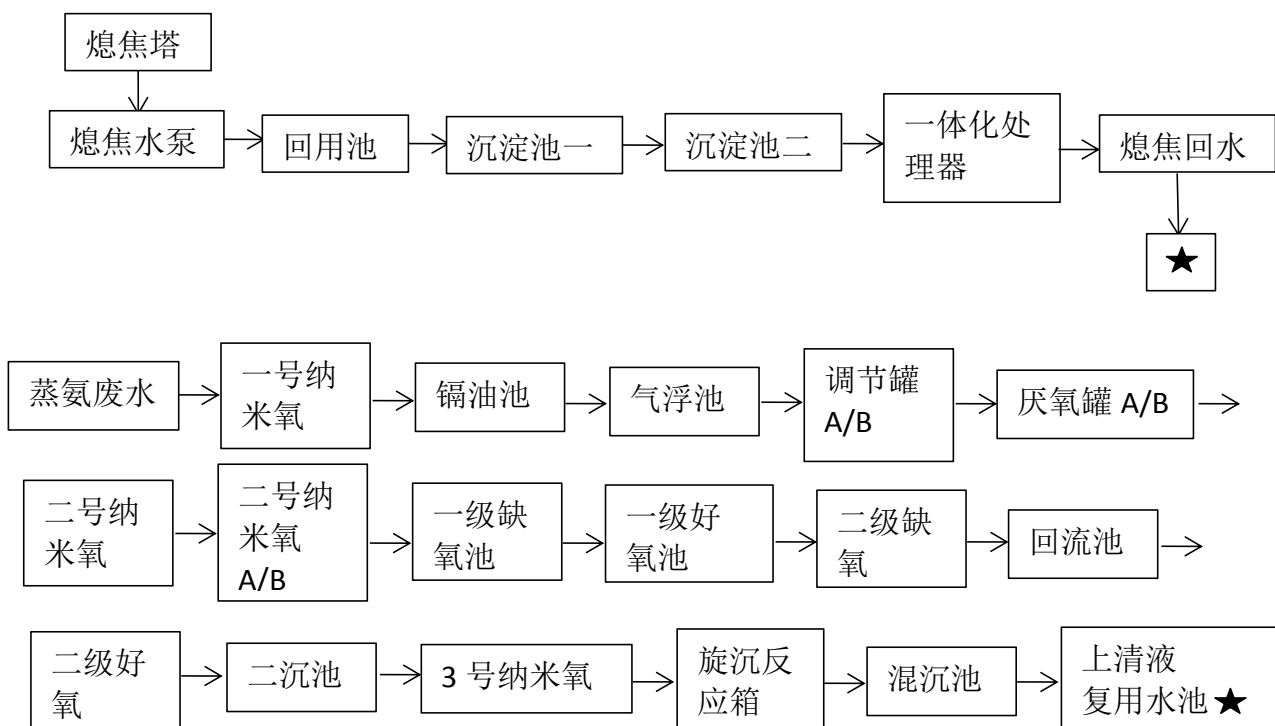 熄焦塔
熄焦水泵
回用池
沉淀池一
沉淀池二
一体化处
理器
熄焦回水
★
蒸氨废水
一号纳
米氧
镉油池
气浮池
调节罐
A/B
厌氧罐 A/B
二号纳
米氧
二号纳
米氧
A/B
一级缺
氧池
一级好
氧池
二级缺
氧
回流池
二级好
氧
二沉池
3 号纳米氧
旋沉反
应箱
混沉池
上清液
复用水池★